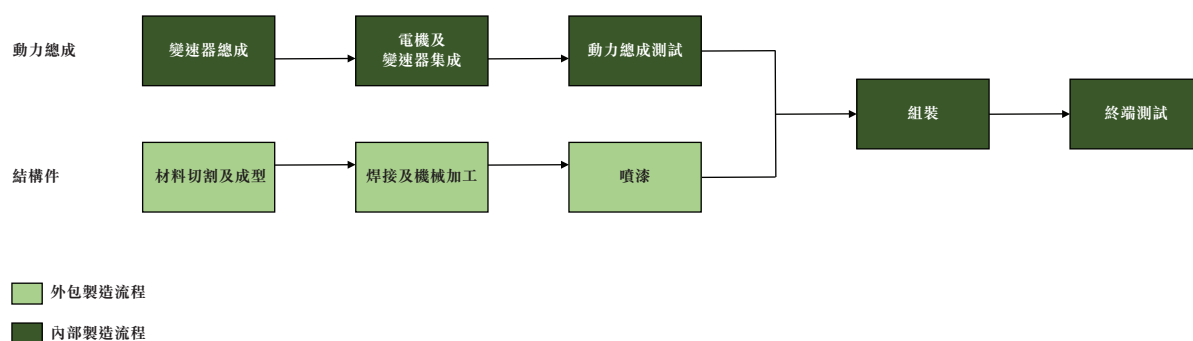 動力總成
變速器總成
電機及
變速器集成
動力總成測試
組裝
終端測試
結構件
材料切割及成型
焊接及機械加工
噴漆
外包製造流程
內部製造流程